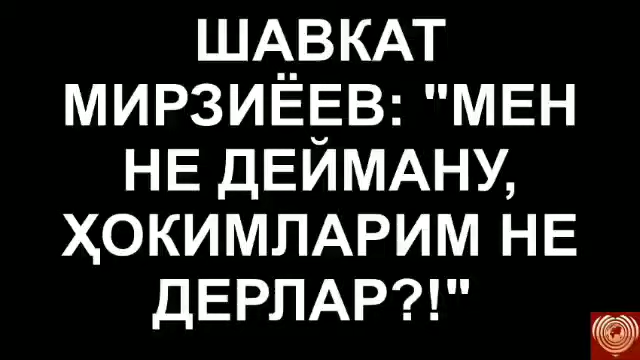 ШАВКАТ
МИРЗИЁЕВ: "МЕН
НЕ ДЕЙМАНУ,
ҲОКИМЛАРИМ НЕ
ДЕРЛАР?!"